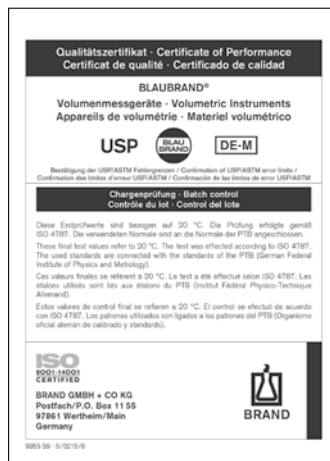 Qualitätszertifikat · Certificate of Performance
Certificat de qualité · Certificado de calidad
BLAUBRAND®
Volumenmessgeräte · Volumetric Instruments
Appareils de volumétrie · Materiel volumétrico
USP
BLAU
BRAND
DE-M
Bestätigung der USP/ASTM Fehlergrenzen / Confirmation of USP/ASTM error limits /
Confirmation des limites d'erreur USP/ASTM / Confirmación de las limites de error USP/ASTM
Chargenprüfung · Batch control
Contrôle du lot · Control del lote
Diese Endprüfwerte sind bezogen auf 20 °C. Die Prüfung erfolgte gemäß
ISO 4787. Die verwendeten Normale sind an die Normale der PTB angeschlossen.
These final test values refer to 20 °C. The test was effected according to ISO 4787.
The used standards are connected with the standards of the PTB (German Federal
Institute of Physics and Metrology).
Ces valeurs finales se réfèrent à 20 °C. Le test a été effectué selon ISO 4787. Les
étalons utilisés sont liés aux étalons du PTB (Institut Fédéral Physico-Technique
Allemand).
Estos valores de control final se refieren a 20 °C. El control se efectuó de acuerdo
con ISO 4787. Los patrones utilizados son ligados a los patrones del PTB (Organismo
oficial alemán de calibrado y standards).
ISO
9001-14001
CERTIFIED
BRAND GMBH + CO KG
Postfach/P.O. Box 11 55
97861 Wertheim/Main
Germany
BRAND
9955 59 - 5/0215/6